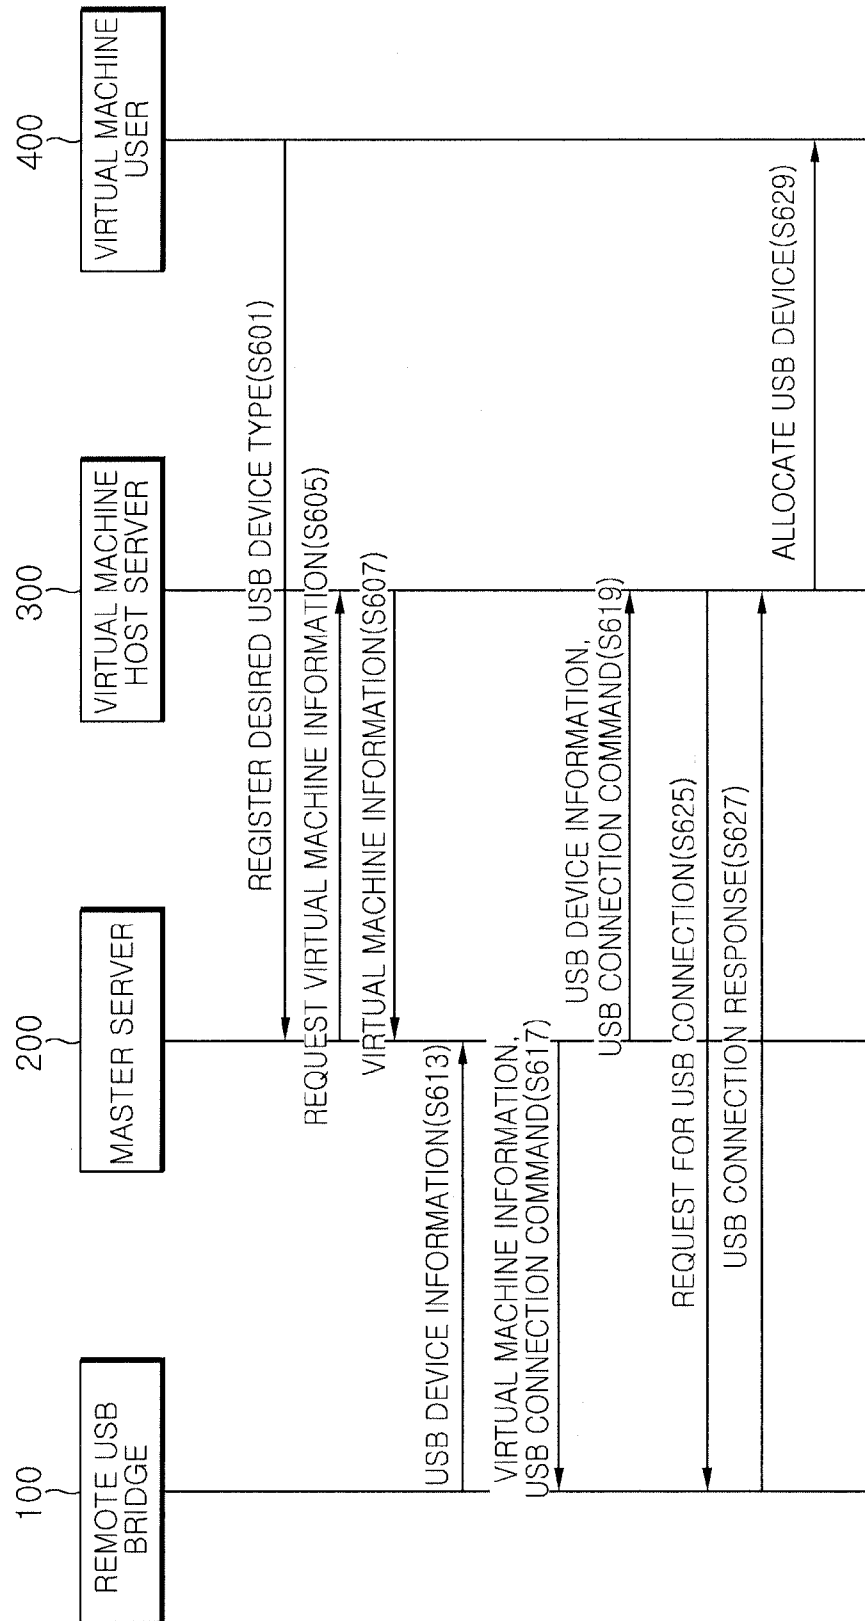 100
REMOTE USB
BRIDGE
200
MASTER SERVER
300
VIRTUAL MACHINE
HOST SERVER
400
VIRTUAL MACHINE
USER
REGISTER DESIRED USB DEVICE TYPE(S601)
REQUEST VIRTUAL MACHINE INFORMATION(S605)
VIRTUAL MACHINE INFORMATION(S607)
USB DEVICE INFORMATION(S613)
VIRTUAL MACHINE INFORMATION,
USB CONNECTION COMMAND(S617)
USB DEVICE INFORMATION,
USB CONNECTION COMMAND(S619)
REQUEST FOR USB CONNECTION(S625)
USB CONNECTION RESPONSE(S627)
ALLOCATE USB DEVICE(S629)